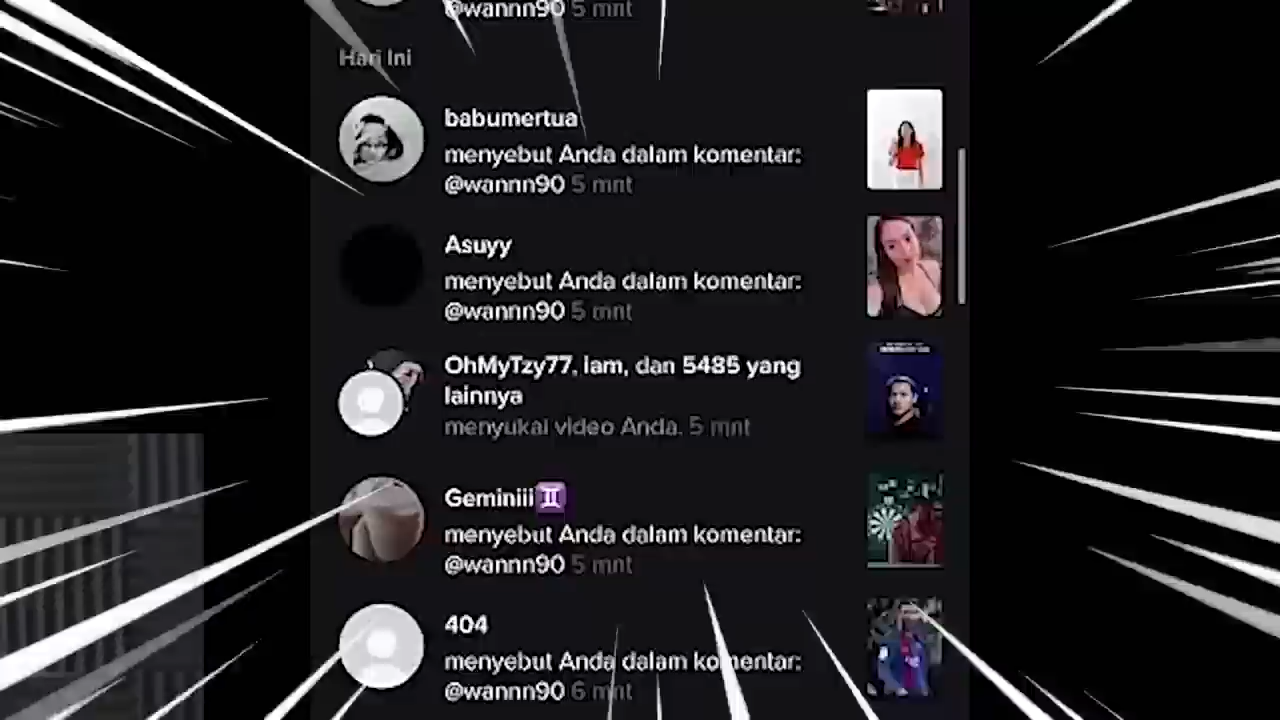 @wannn90 5 mnt
Hari Ini
babumertua
menyebut Anda dalam komentar:
@wannn90 5 mnt
Asuyy
menyebut Anda dalam komentar:
@wannn90 5 mnt
OhMyTzy77, iam, dan 5485 yang
lainnya
menyukai video Anda. 5 mnt
Geminiii♊
menyebut Anda dalam komentar:
@wannn90 5 mnt
404
menyebut Anda dalam komentar:
@wannn90 6 mnt